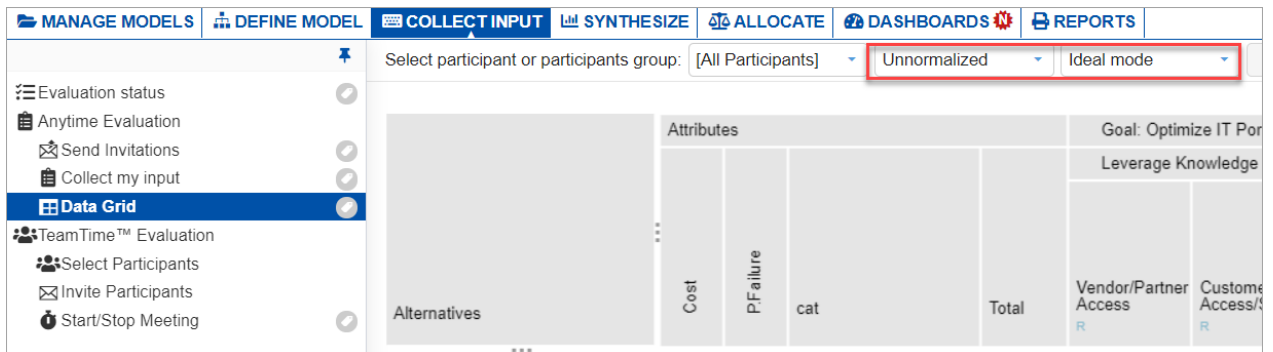 MANAGE MODELS DEFINE MODEL COLLECT INPUT SYNTHESIZE ALLOCATE DASHBOARDS N REPORTS
Select participant or participants group: [All Participants] Unnormalized Ideal mode
Evaluation status
Anytime Evaluation
Send Invitations
Collect my input
Data Grid
TeamTime™ Evaluation
Select Participants
Invite Participants
Start/Stop Meeting
Attributes
Goal: Optimize IT Por
Leverage Knowledge
Alternatives
Cost
P.Failure
cat
Total
Vendor/Partner
Access
R
Custome
Access/S
R